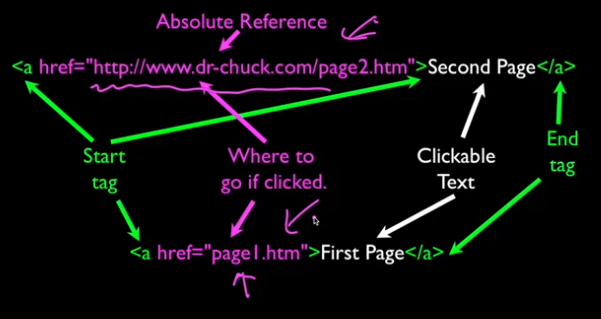 Absolute Reference
<a href="http://www.dr-chuck.com/page2.htm">Second Page</a>
Start
tag
Where to
go if clicked.
Clickable
Text
End
tag
<a href="page1.htm">First Page</a>